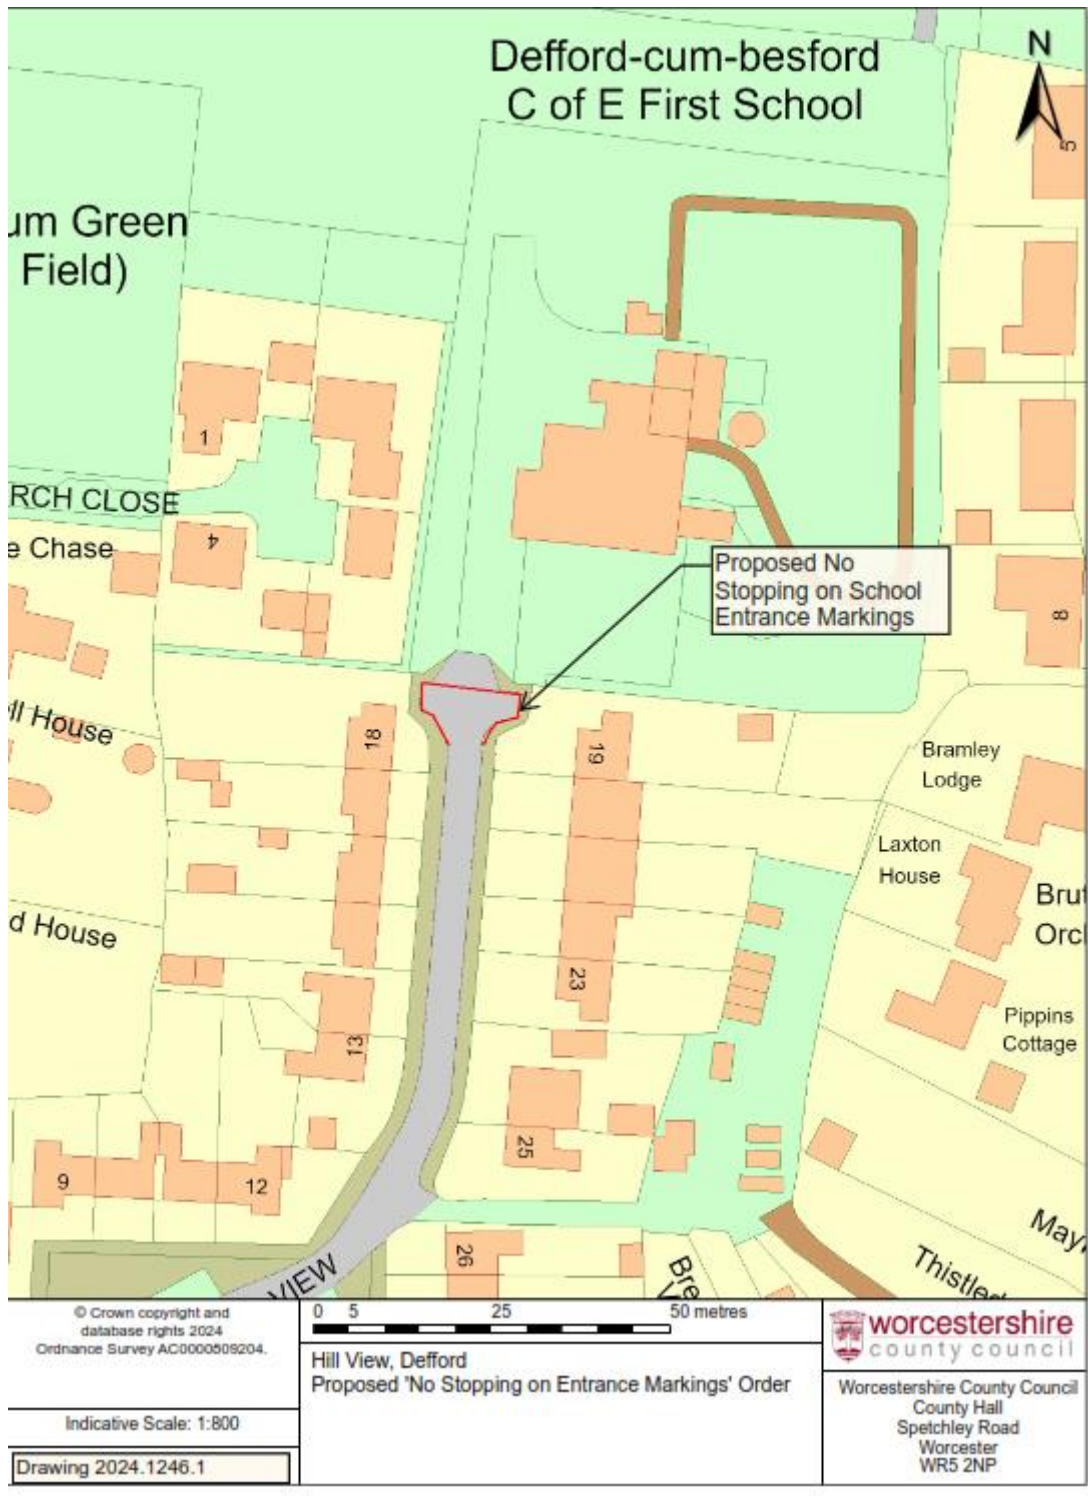 Defford-cum-besford
C of E First School
N
5
um Green
Field)
1
RCH CLOSE
4
e Chase
Proposed No
Stopping on School
Entrance Markings
8
ll House
18
19
Bramley
Lodge
Laxton
House
d House
23
Pippins
Cottage
13
25
9
12
26
VIEW
© Crown copyright and
database rights 2024
Ordnance Survey AC0000509204.
Indicative Scale: 1:800
Drawing 2024.1246.1
0 5 25 50 metres
Hill View, Defford
Proposed 'No Stopping on Entrance Markings' Order
worcestershire
county council
Worcestershire County Council
County Hall
Spetchley Road
Worcester
WR5 2NP